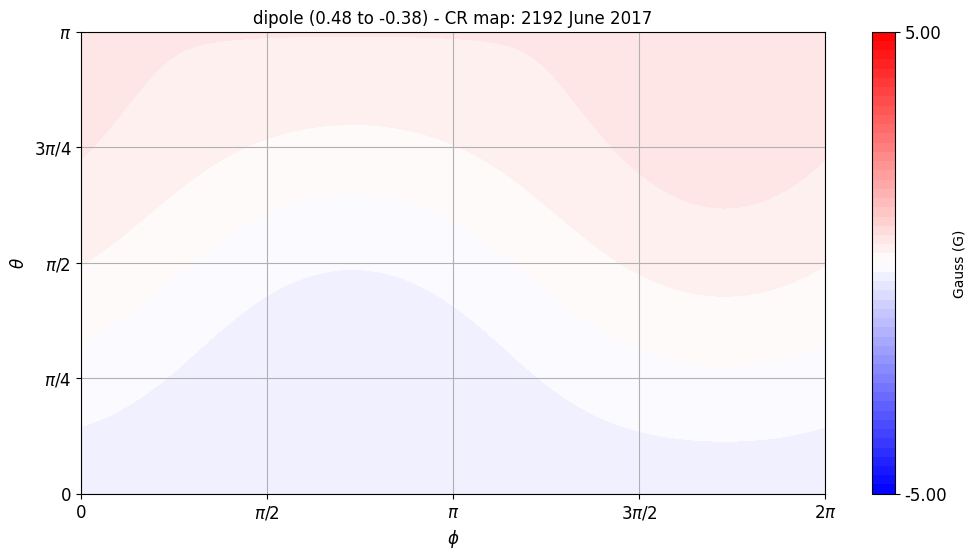 dipole (0.48 to -0.38) - CR map: 2192 June 2017
π
3π/4
π/2
π/4
0
θ
0
π/2
π
3π/2
2π
ϕ
5.00
-5.00
Gauss (G)